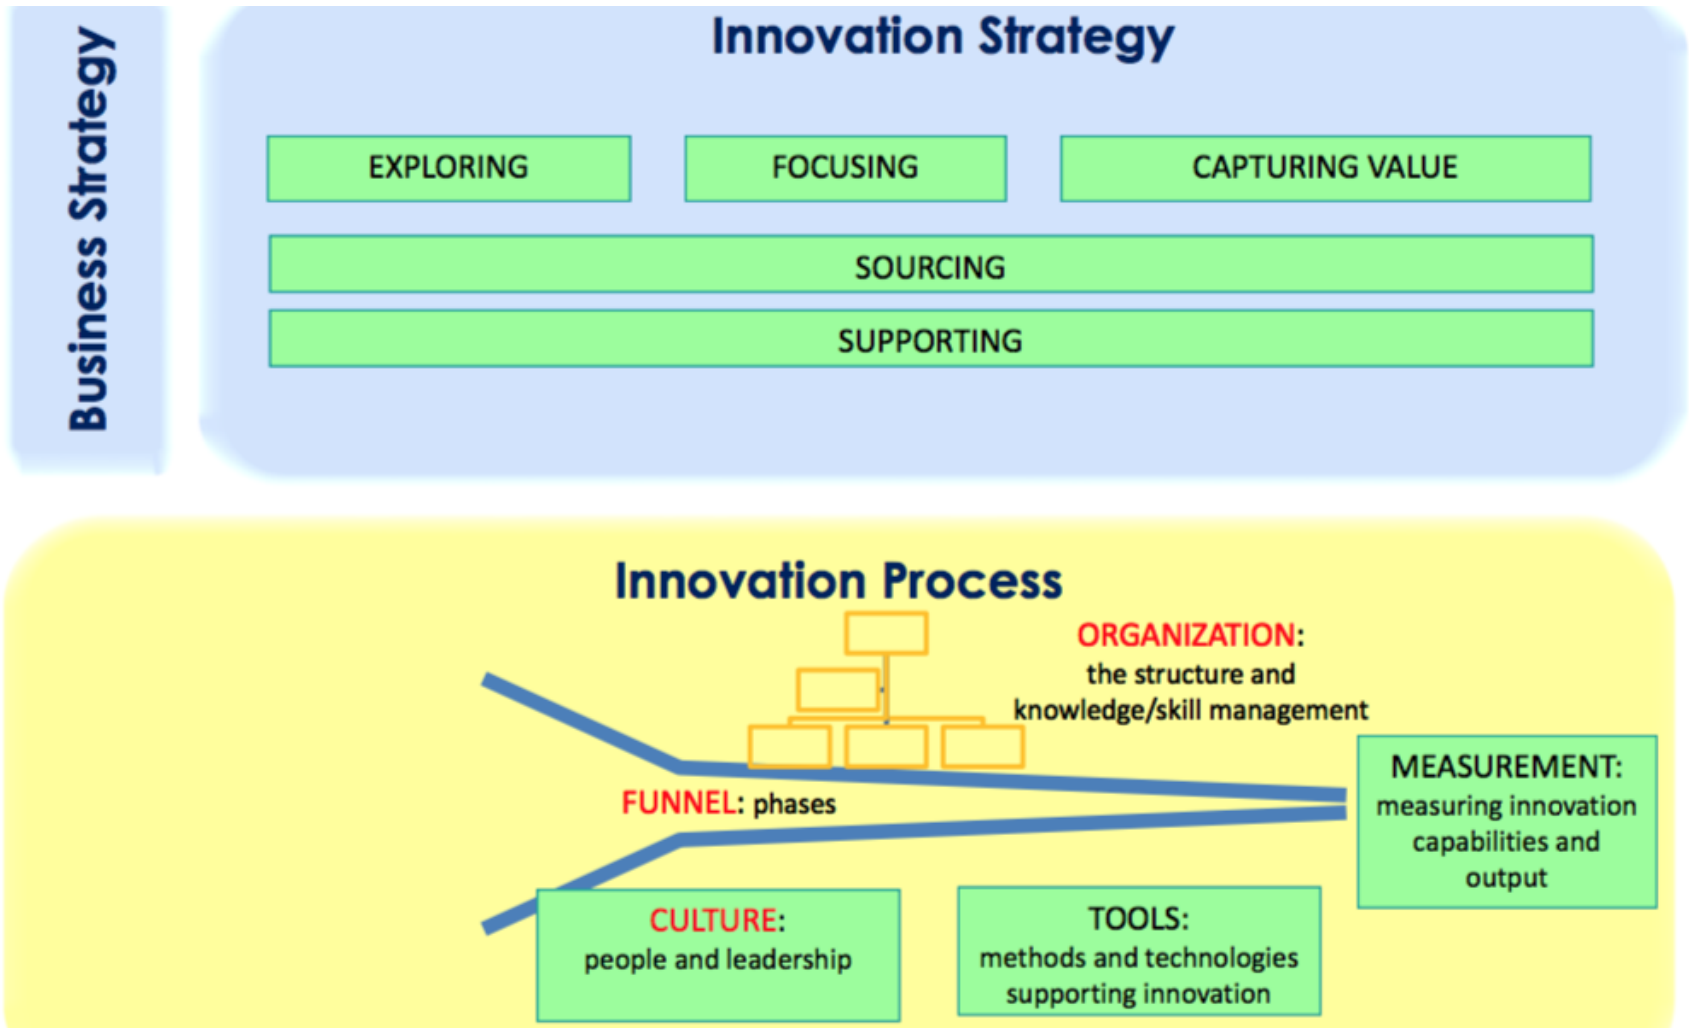 Business Strategy
Innovation Strategy
EXPLORING
FOCUSING
CAPTURING VALUE
SOURCING
SUPPORTING
Innovation Process
ORGANIZATION:
the structure and
knowledge/skill management
FUNNEL: phases
MEASUREMENT:
measuring innovation
capabilities and
output
CULTURE:
people and leadership
TOOLS:
methods and technologies
supporting innovation